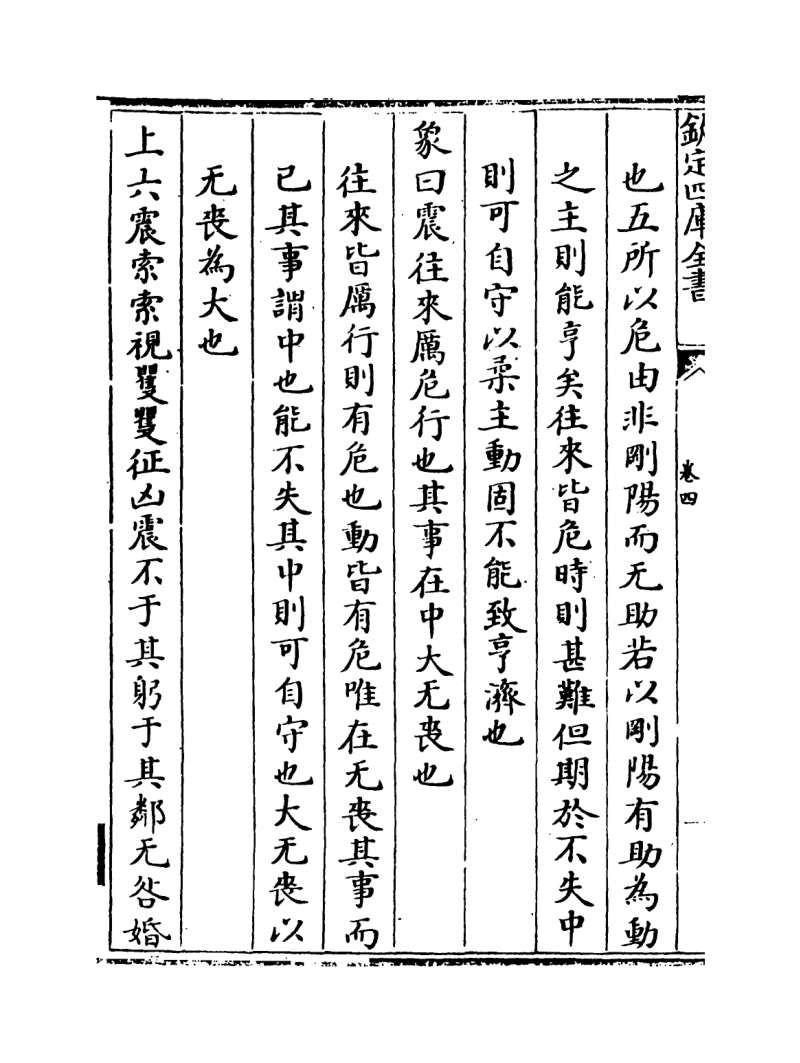 欽定四庫全書
卷四
也五所以危由非剛陽而无助若以剛陽有助為動
之主則能亨矣往來皆危時則甚難但期於不失中
則可自守以柔主動固不能致亨濟也
象曰震往來厲危行也其事在中大无喪也
往來皆厲行則有危也動皆有危唯在无喪其事而
已其事謂中也能不失其中則可自守也大无喪以
无喪為大也
上六震索索視矍矍征凶震不于其躬于其鄰无咎婚